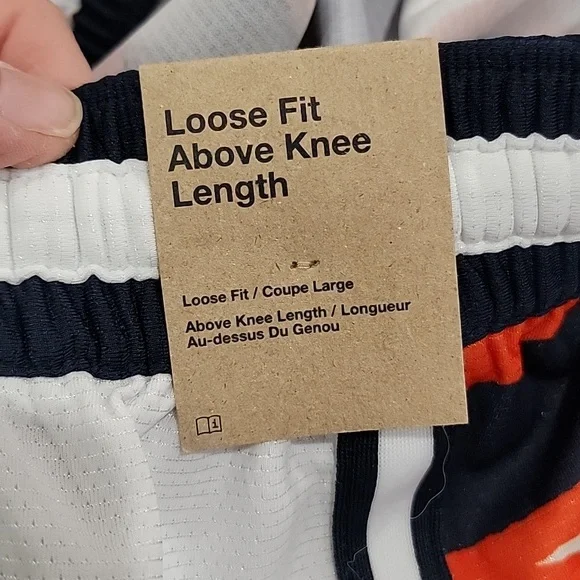 Loose Fit
Above Knee
Length
Loose Fit / Coupe Large
Above Knee Length / Longueur
Au-dessus Du Genou